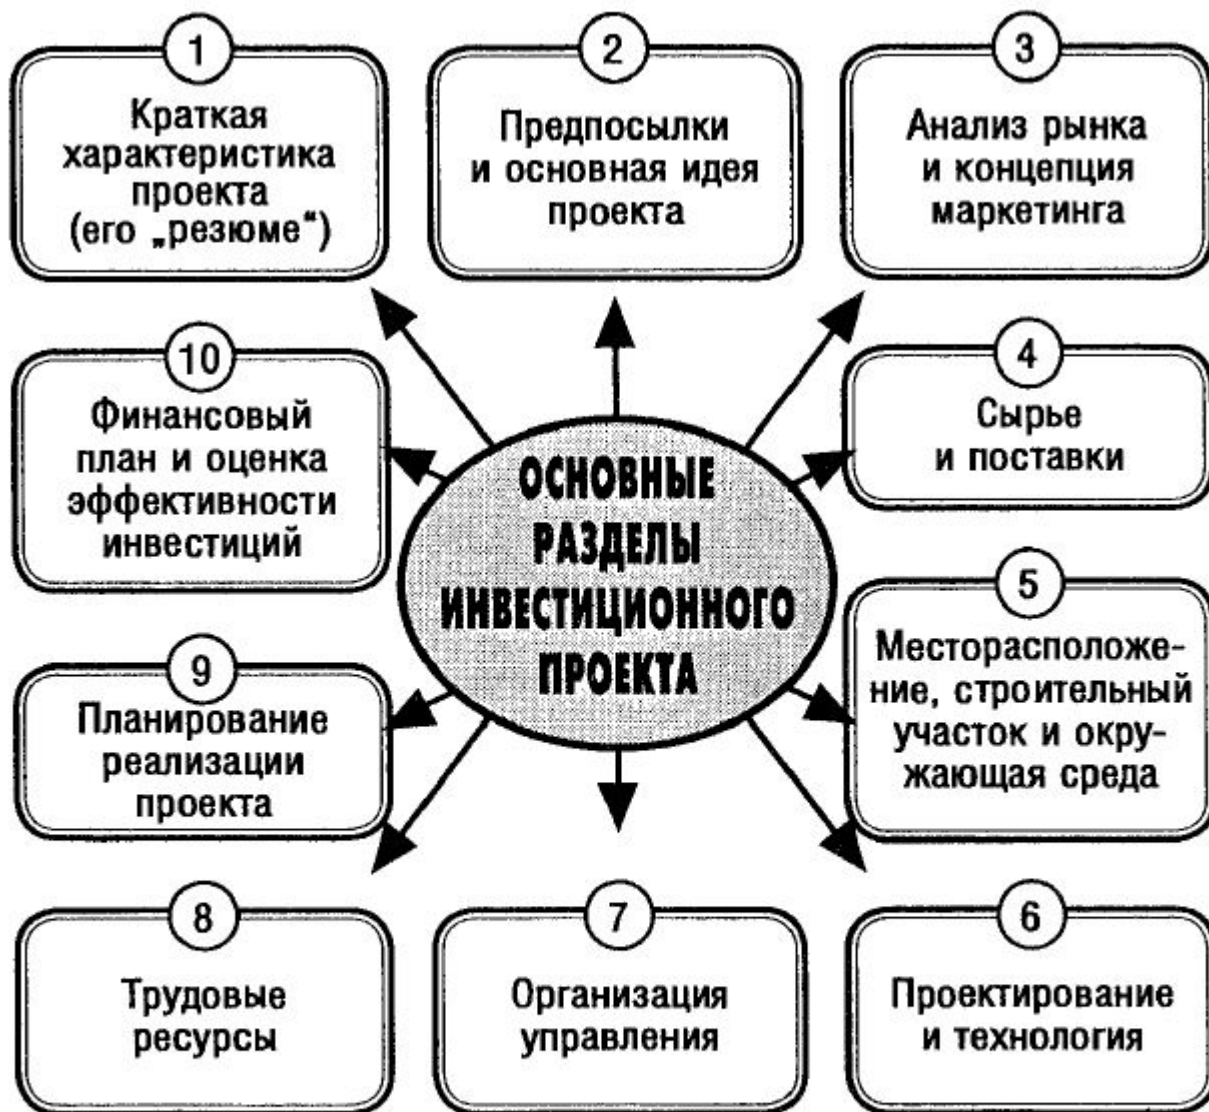 1
Краткая
характеристика
проекта
(его „резюме“)
2
Предпосылки
и основная идея
проекта
3
Анализ рынка
и концепция
маркетинга
10
Финансовый
план и оценка
эффективности
инвестиций
4
Сырье
и поставки
ОСНОВНЫЕ
РАЗДЕЛЫ
ИНВЕСТИЦИОННОГО
ПРОЕКТА
5
Месторасположе-
ние, строительный
участок и окру-
жающая среда
9
Планирование
реализации
проекта
8
Трудовые
ресурсы
7
Организация
управления
6
Проектирование
и технология